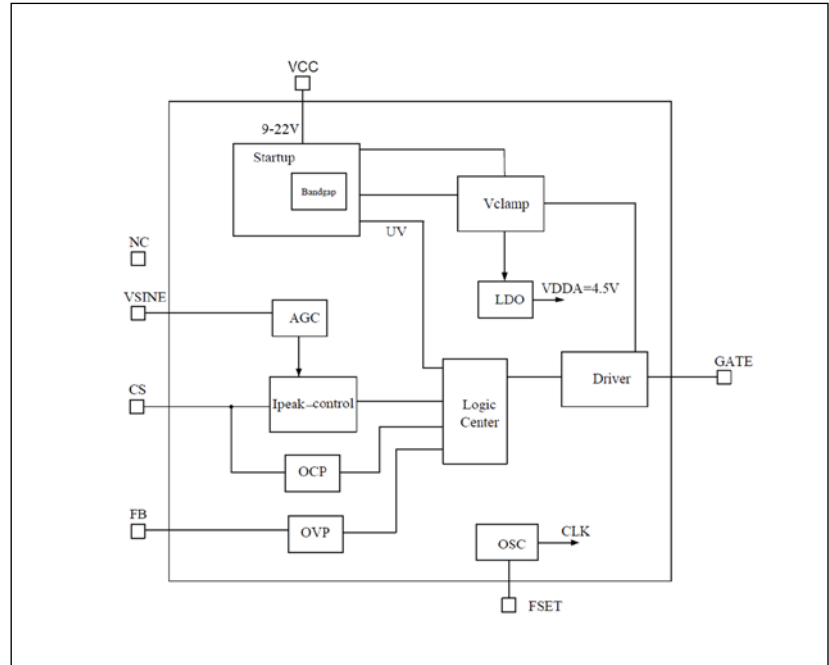 VCC
9-22V
Startup
Bandgap
Vclamp
UV
NC
LDO
VDDA=4.5V
VSINE
AGC
GATE
Driver
CS
Ipeak-control
Logic
Center
OCP
FB
OVP
OSC
CLK
FSET